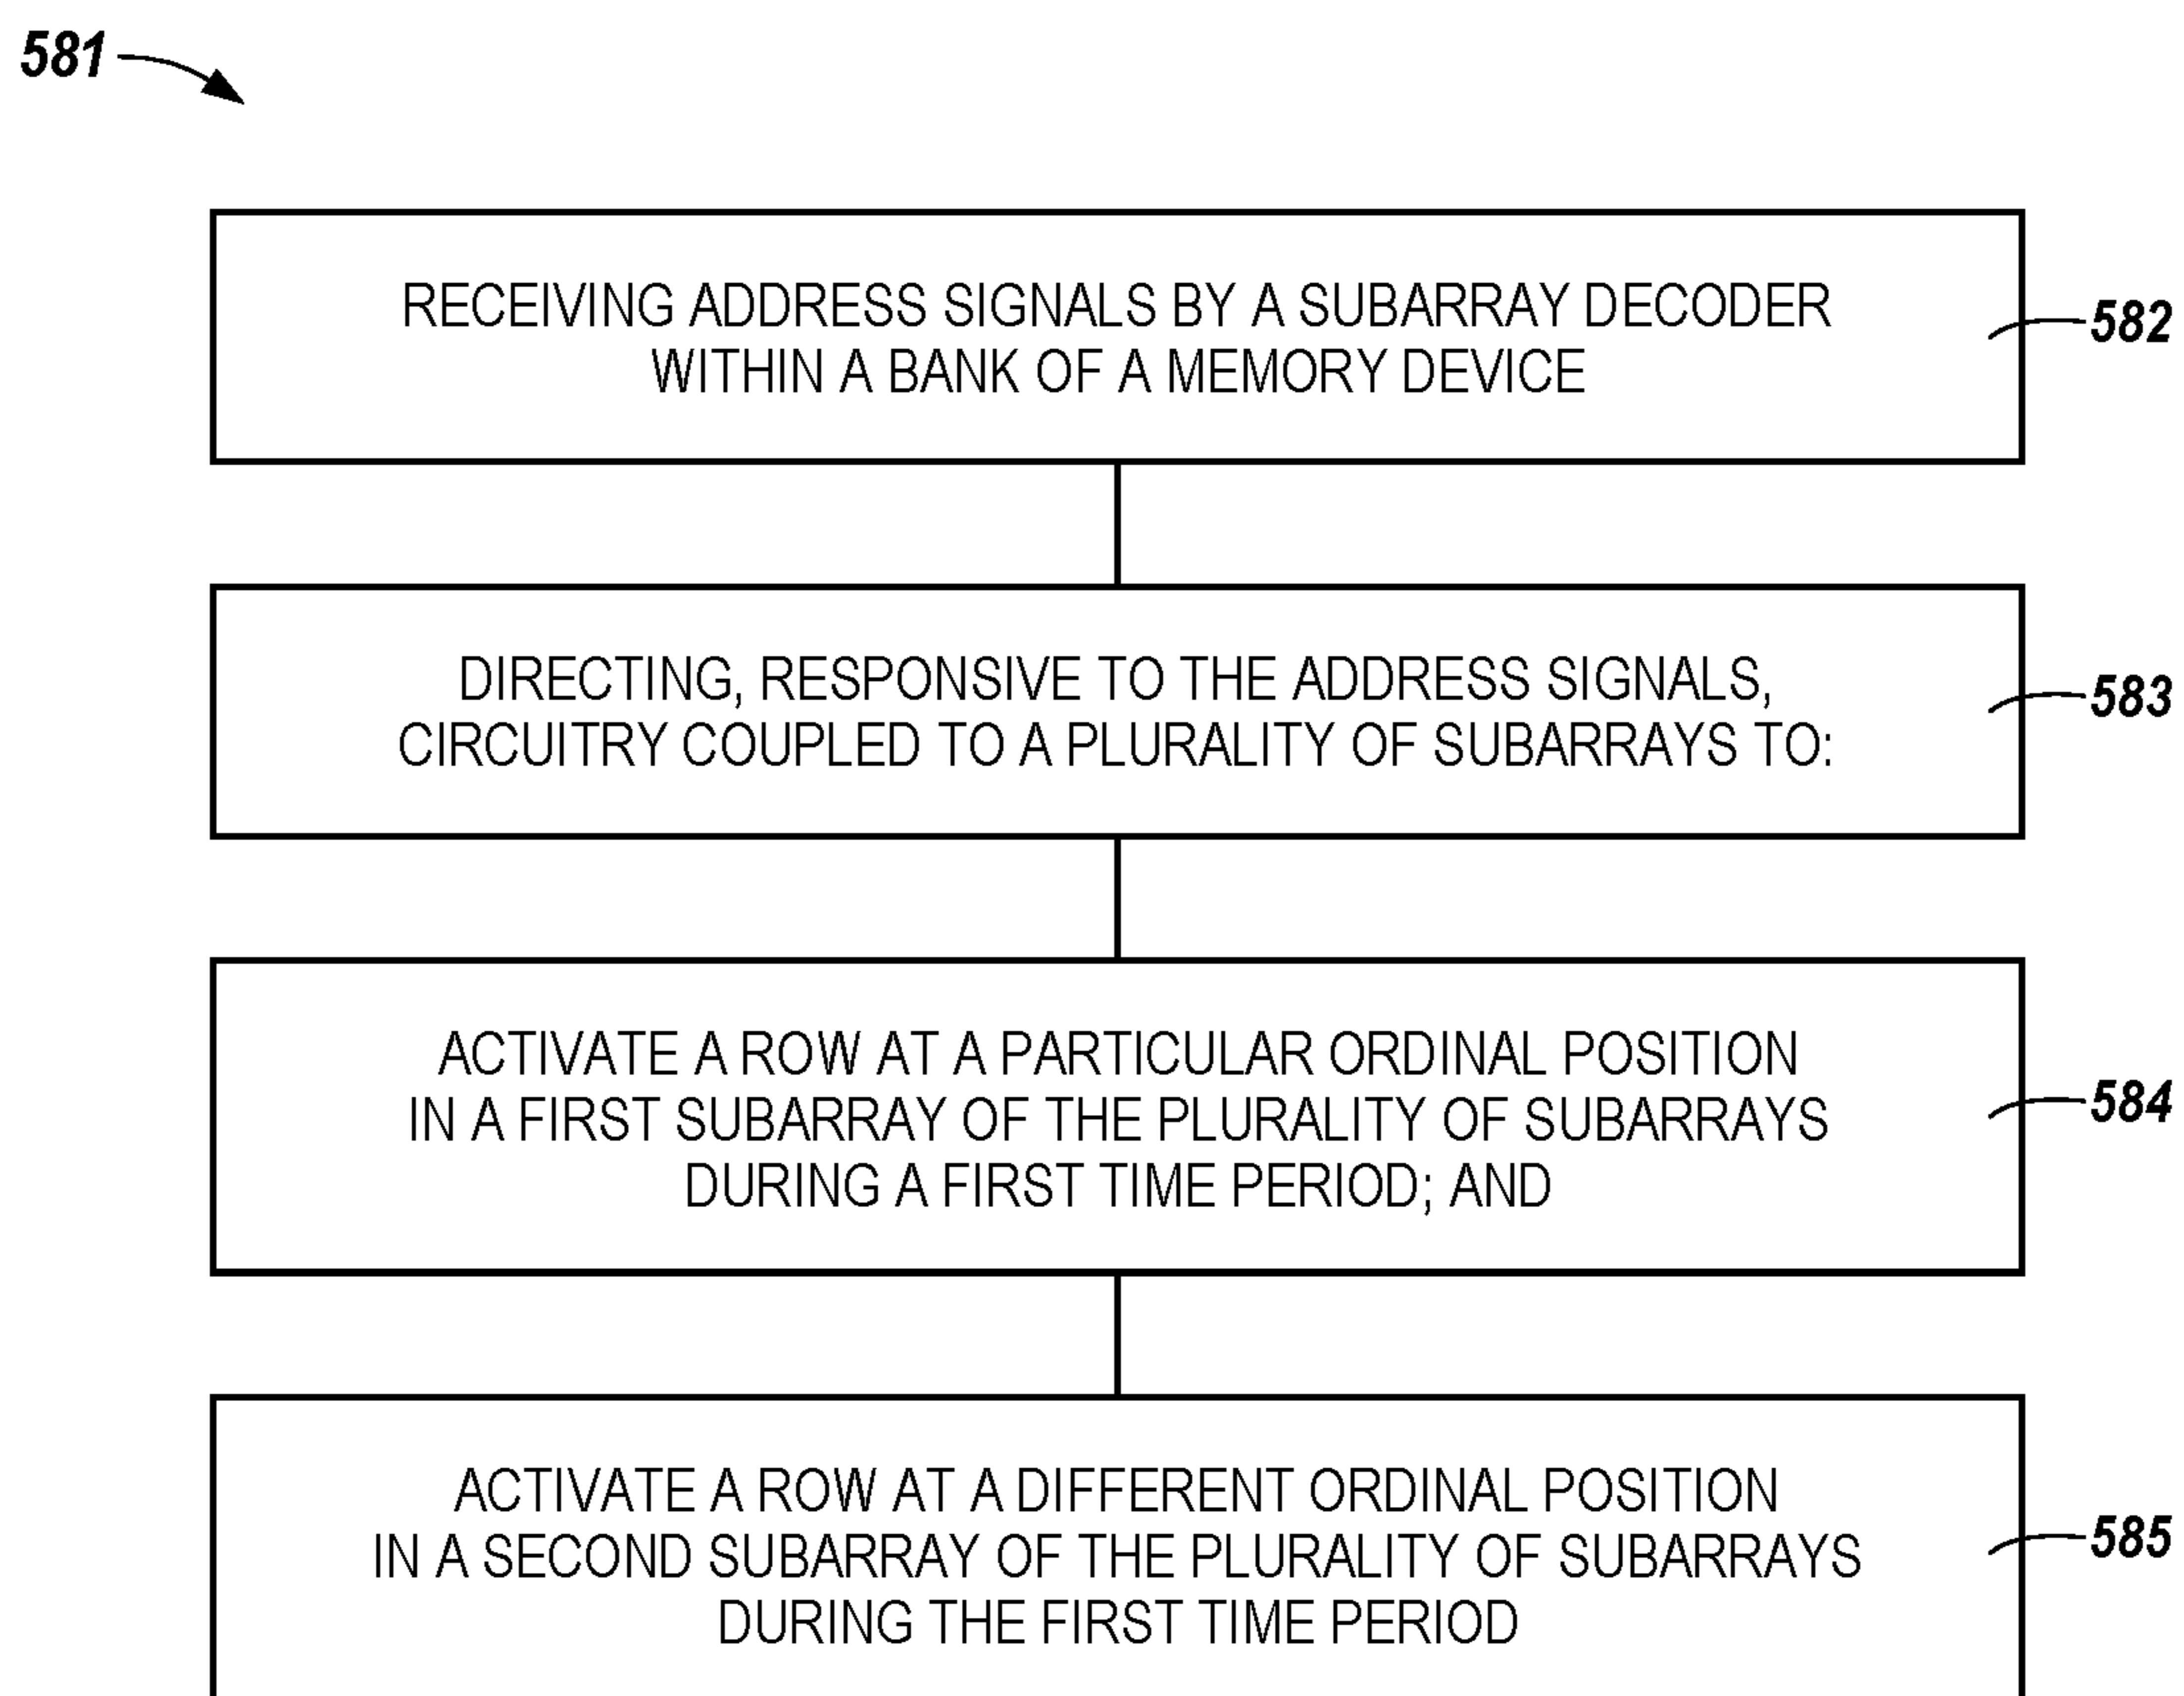 581
RECEIVING ADDRESS SIGNALS BY A SUBARRAY DECODER
WITHIN A BANK OF A MEMORY DEVICE
582
DIRECTING, RESPONSIVE TO THE ADDRESS SIGNALS,
CIRCUITRY COUPLED TO A PLURALITY OF SUBARRAYS TO:
583
ACTIVATE A ROW AT A PARTICULAR ORDINAL POSITION
IN A FIRST SUBARRAY OF THE PLURALITY OF SUBARRAYS
DURING A FIRST TIME PERIOD; AND
584
ACTIVATE A ROW AT A DIFFERENT ORDINAL POSITION
IN A SECOND SUBARRAY OF THE PLURALITY OF SUBARRAYS
DURING THE FIRST TIME PERIOD
585